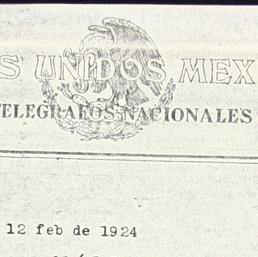 S UNIDOS MEX
TELEGRAFOS NACIONALES
12 feb de 1924